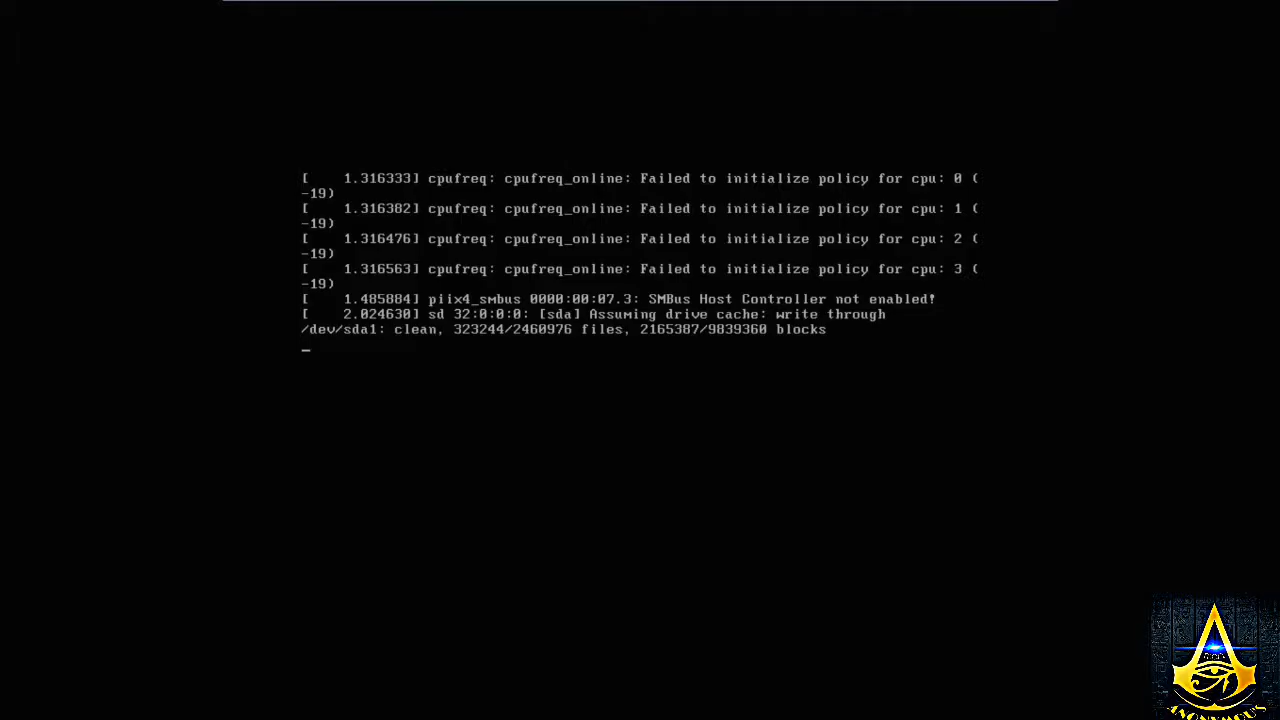 [    1.316333] cpufreq: cpufreq_online: Failed to initialize policy for cpu: 0 (
-19)
[    1.316382] cpufreq: cpufreq_online: Failed to initialize policy for cpu: 1 (
-19)
[    1.316476] cpufreq: cpufreq_online: Failed to initialize policy for cpu: 2 (
-19)
[    1.316563] cpufreq: cpufreq_online: Failed to initialize policy for cpu: 3 (
-19)
[    1.485884] piix4_smbus 0000:00:07.3: SMBus Host Controller not enabled!
[    2.024630] sd 32:0:0:0: [sda] Assuming drive cache: write through
/dev/sda1: clean, 323244/2460976 files, 2165387/9839360 blocks
_
ANONYMOUS